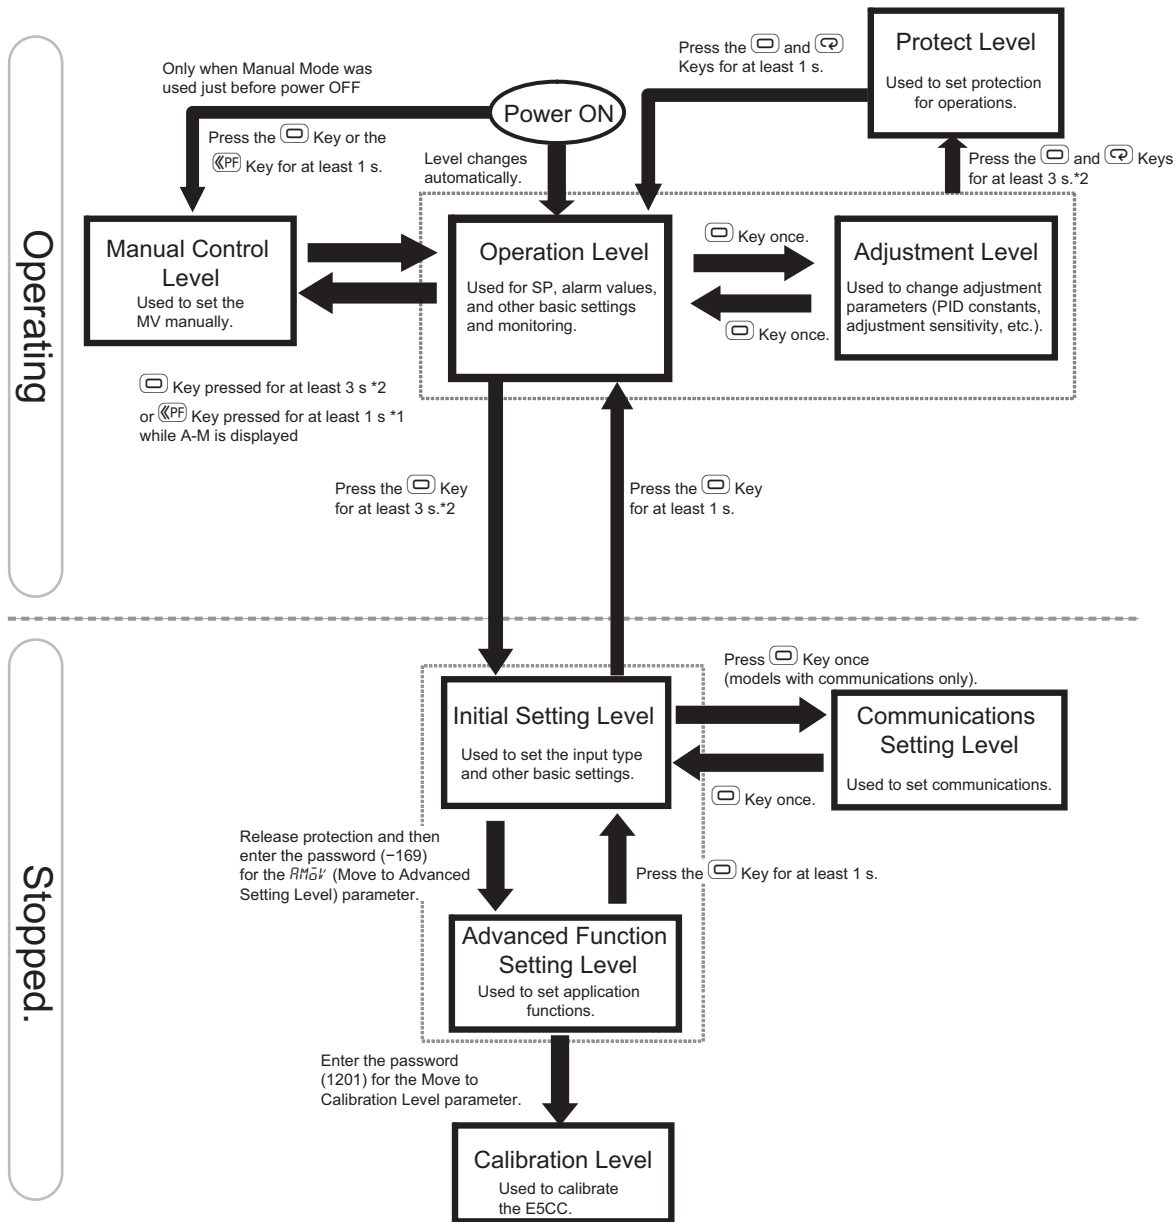 Operating
Only when Manual Mode was
used just before power OFF
Press the Key or the
PF Key for at least 1 s.
Power ON
Level changes
automatically.
Press the and
Keys for at least 1 s.
Protect Level
Used to set protection
for operations.
Press the and Keys
for at least 3 s.*2
Manual Control
Level
Used to set the
MV manually.
Operation Level
Used for SP, alarm values,
and other basic settings
and monitoring.
Key once.
Key once.
Adjustment Level
Used to change adjustment
parameters (PID constants,
adjustment sensitivity, etc.).
Key pressed for at least 3 s *2
or PF Key pressed for at least 1 s *1
while A-M is displayed
Press the Key
for at least 3 s.*2
Press the Key
for at least 1 s.
Stopped.
Initial Setting Level
Used to set the input type
and other basic settings.
Press Key once
(models with communications only).
Key once.
Communications
Setting Level
Used to set communications.
Release protection and then
enter the password (−169)
for the AMoV (Move to Advanced
Setting Level) parameter.
Press the Key for at least 1 s.
Advanced Function
Setting Level
Used to set application
functions.
Enter the password
(1201) for the Move to
Calibration Level parameter.
Calibration Level
Used to calibrate
the E5CC.